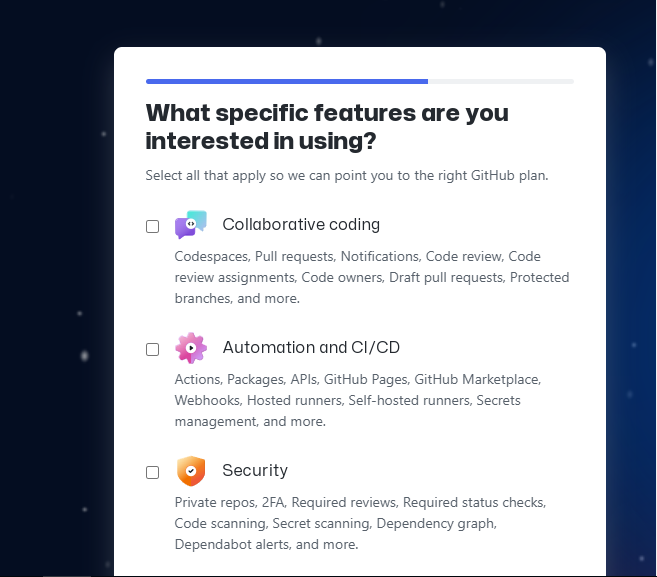 What specific features are you
interested in using?
Select all that apply so we can point you to the right GitHub plan.
Collaborative coding
Codespaces, Pull requests, Notifications, Code review, Code
review assignments, Code owners, Draft pull requests, Protected
branches, and more.
Automation and CI/CD
Actions, Packages, APIs, GitHub Pages, GitHub Marketplace,
Webhooks, Hosted runners, Self-hosted runners, Secrets
management, and more.
Security
Private repos, 2FA, Required reviews, Required status checks,
Code scanning, Secret scanning, Dependency graph,
Dependabot alerts, and more.